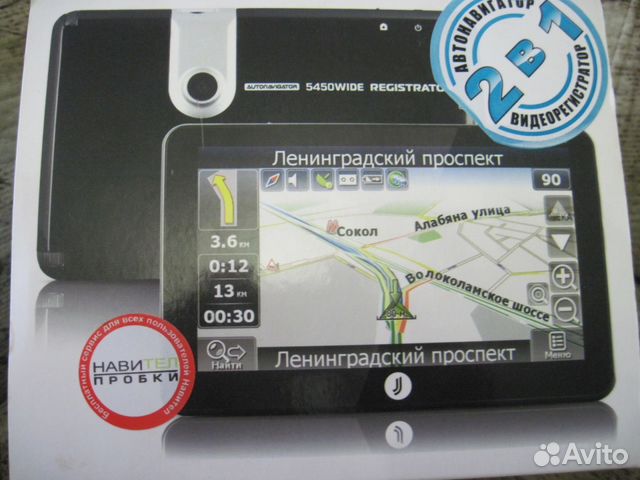 АВТОНАВИГАТОР
2 В 1
ВИДЕОРЕГИСТРАТОР
AUTONAVIGATOR 5450WIDE REGISTRATO
Ленинградский проспект
90
3.6 км
0:12
13 км
00:30
Сокол
Алабяна улица
Волоколамское шоссе
Найти
Ленинградский проспект
Меню
Бесплатный сервис для всех пользователей Навител
НАВИТЕЛ
ПРОБКИ
Avito